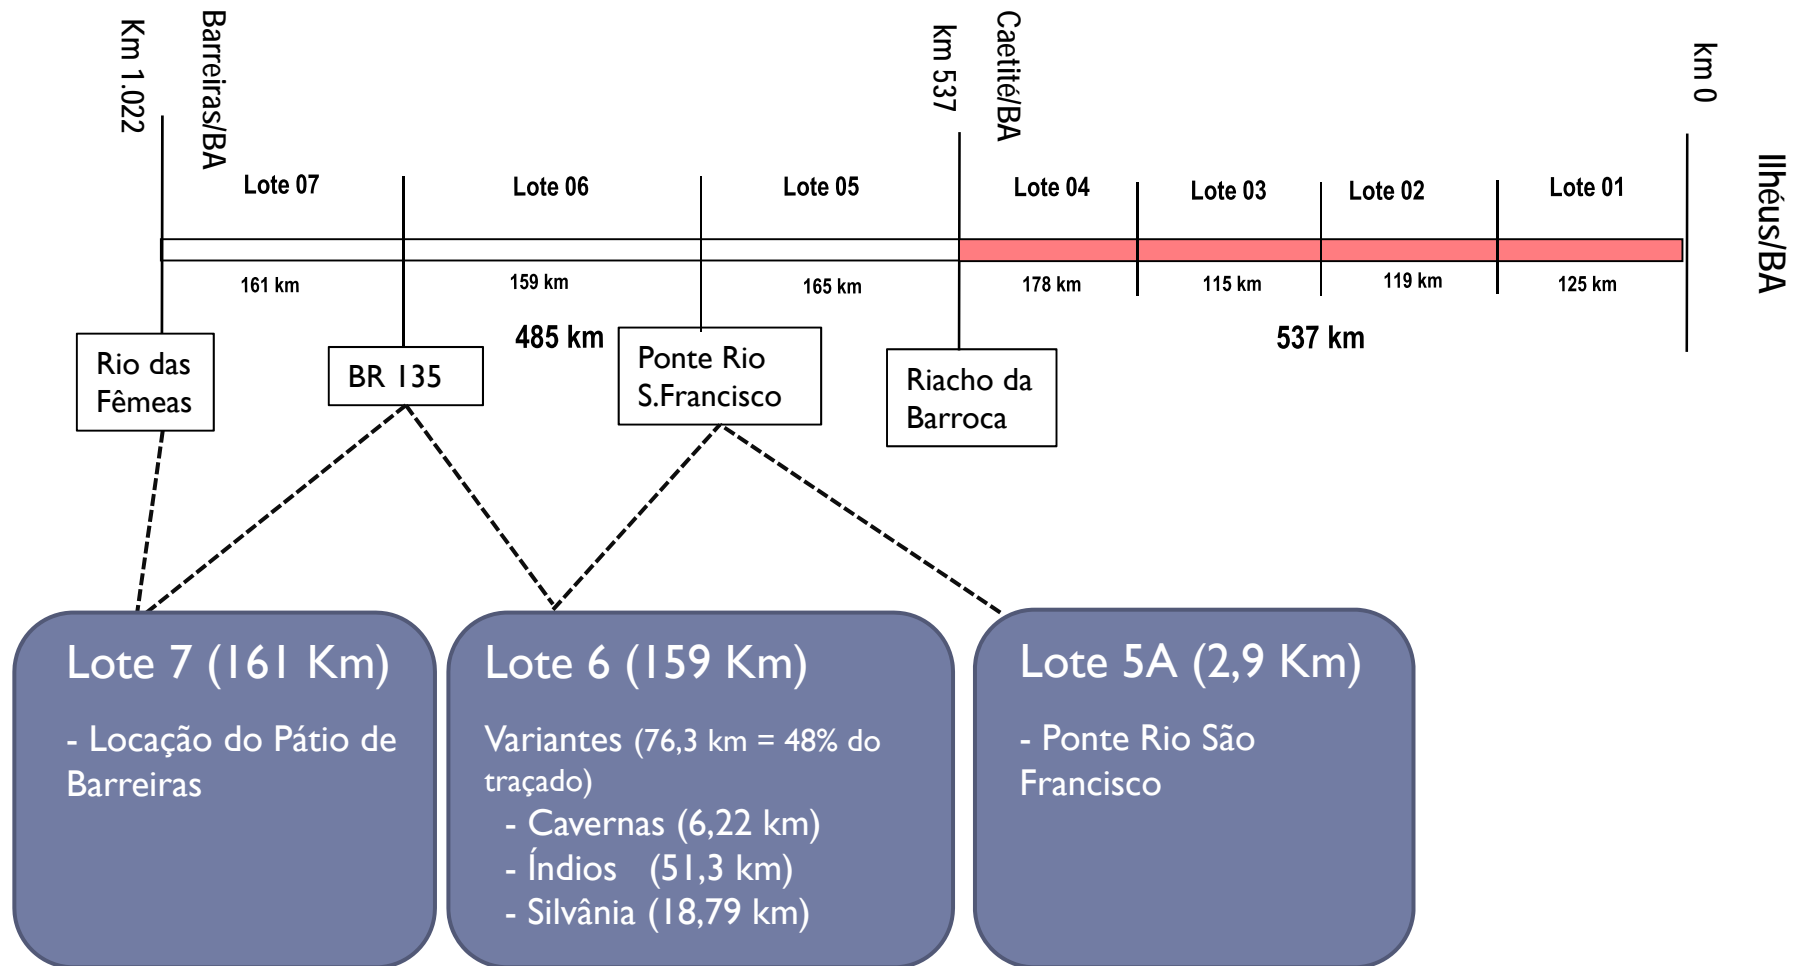 Km 1.022
Barreiras/BA
km 537
Caetité/BA
km 0
Ilhéus/BA
Lote 07
Lote 06
Lote 05
Lote 04
Lote 03
Lote 02
Lote 01
161 km
159 km
165 km
178 km
115 km
119 km
125 km
485 km
537 km
Rio das
Fêmeas
BR 135
Ponte Rio
S.Francisco
Riacho da
Barroca
Lote 7 (161 Km)
- Locação do Pátio de
Barreiras
Lote 6 (159 Km)
Variantes (76,3 km = 48% do
traçado)
- Cavernas (6,22 km)
- Índios (51,3 km)
- Silvânia (18,79 km)
Lote 5A (2,9 Km)
- Ponte Rio São
Francisco